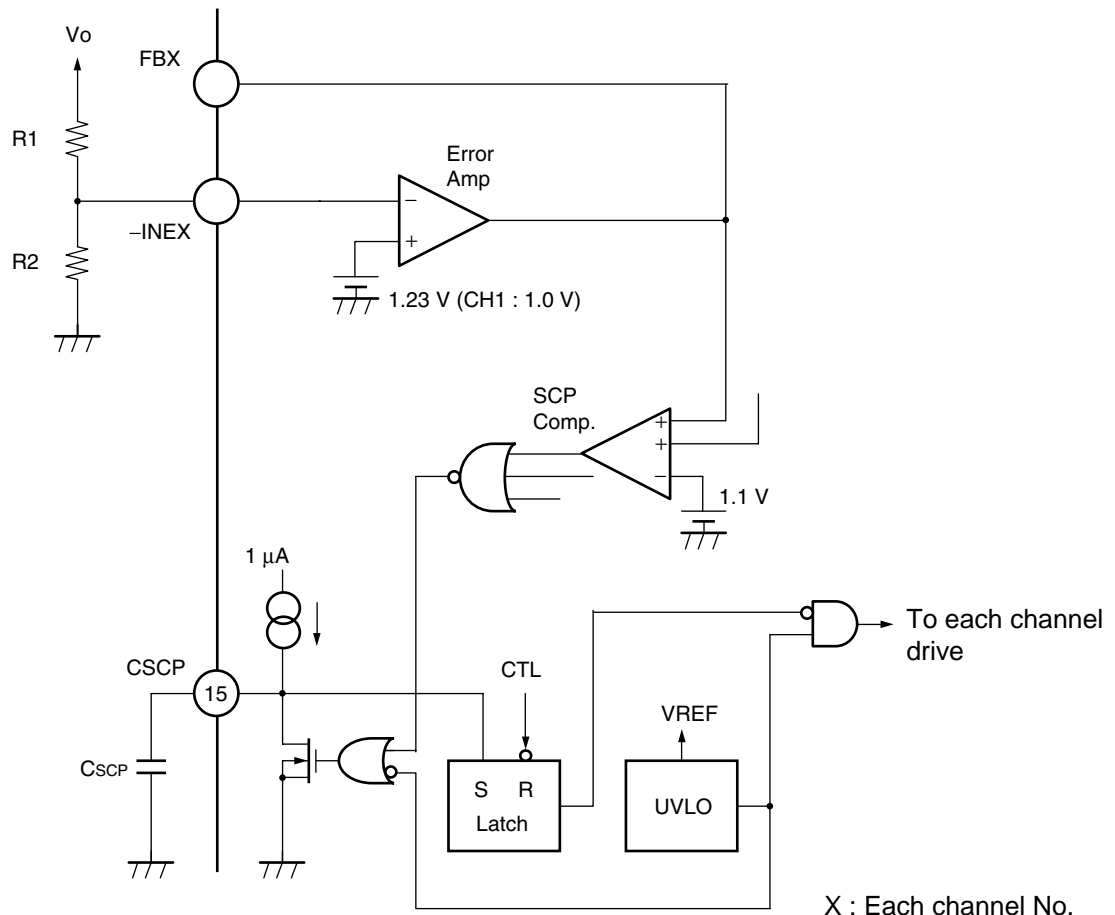 Vo
FBX
R1
Error
Amp
−
−INEX
+
R2
1.23 V (CH1 : 1.0 V)
SCP
Comp.
+
+
−
1.1 V
1 μA
To each channel
drive
CSCP
CTL
15
VREF
CSCP
S R
UVLO
Latch
X : Each channel No.